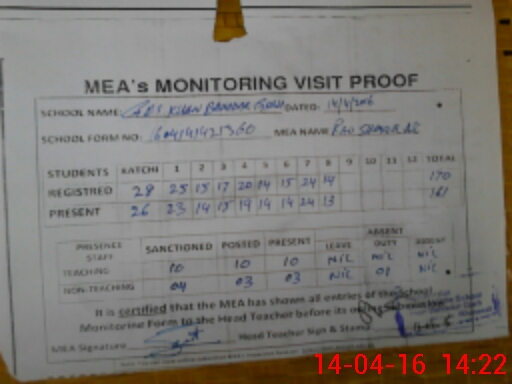 MEA's MONITORING VISIT PROOF
SCHOOL NAME: KHAN DATED: 14/4/2016
SCHOOL FORM NO: MEA NAME RAO
STUDENTS KATCHI 1 2 3 4 5 6 7 8 9 10 11 12 TOTAL
REGISTRED 28 25 15 17 20 14 15 24 14 170
PRESENT 26 23 14 15 19 14 14 24 13 161
PRESENCE STAFF SANCTIONED POSSED PRESENT LEAVE ABSENT DUTY ABSENT
TEACHING 10 10 10 Nil Nil Nil
NON-TEACHING 04 03 03 Nil 01 Nil
It is certified that the MEA has shown all entries of the School
Monitoring Form to the Head Teacher before its
MEA Signature Head Teacher Sign & Stamp
14-04-16 14:22